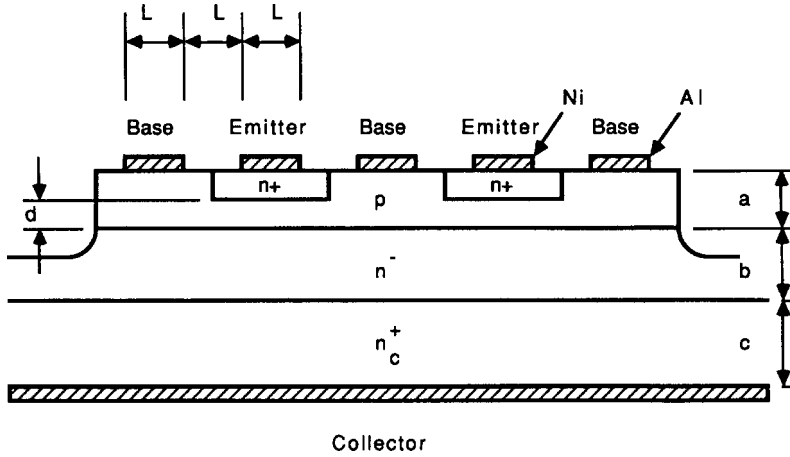 L L L
Ni Al
Base Emitter Base Emitter Base
n+ n+
a
d
p
n⁻
b
n⁺c
c
Collector